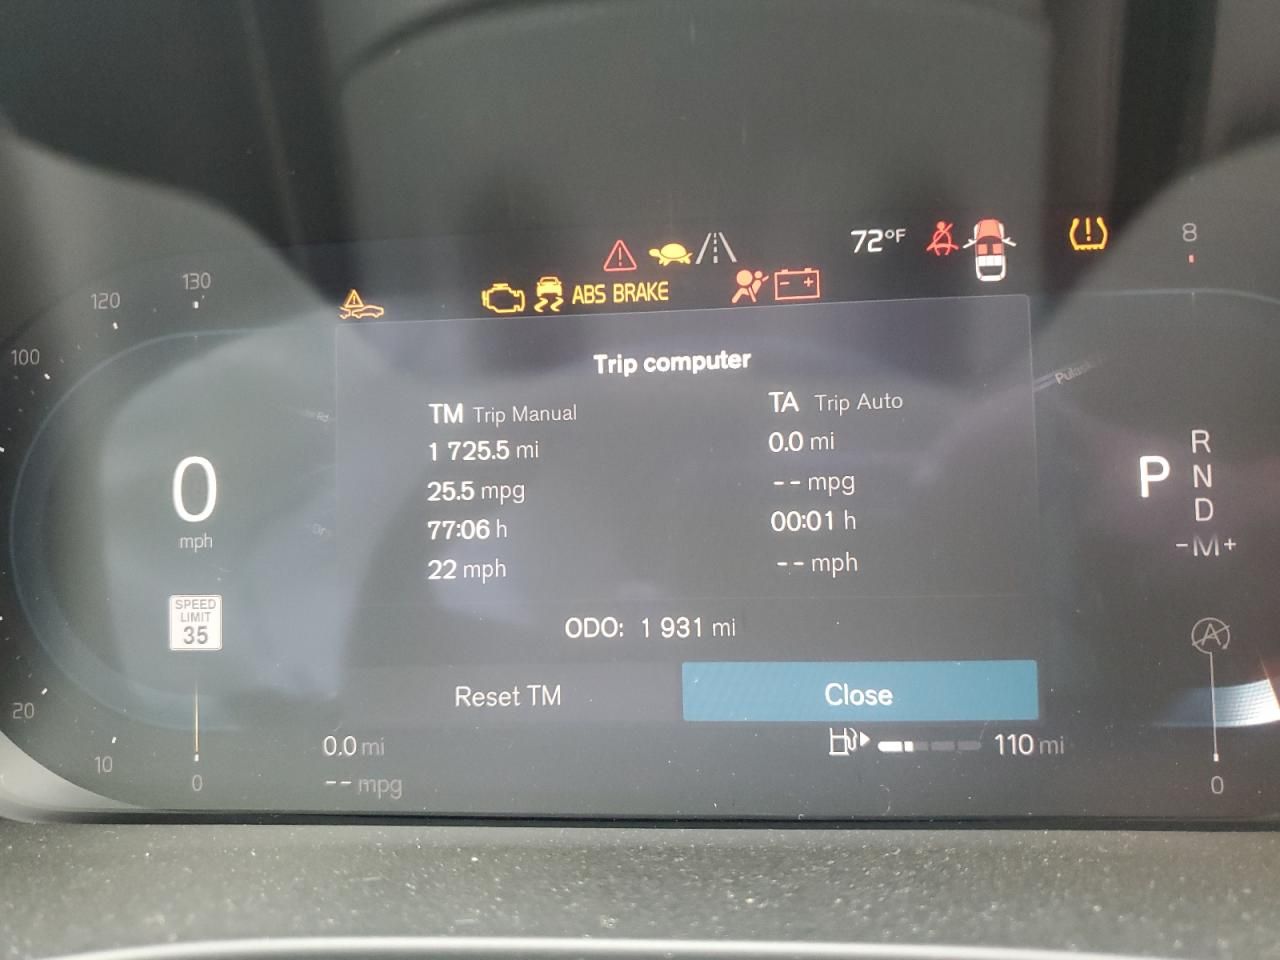 72°F
8
130
120
ABS BRAKE
100
Trip computer
Pulaski
TM Trip Manual
TA Trip Auto
1 725.5 mi
0.0 mi
25.5 mpg
-- mpg
77:06 h
00:01 h
22 mpg
-- mph
0
mph
P
R
N
D
-M+
SPEED
LIMIT
35
ODO: 1 931 mi
A
Reset TM
Close
20
0.0 mi
110 mi
10
0
-- mpg
0